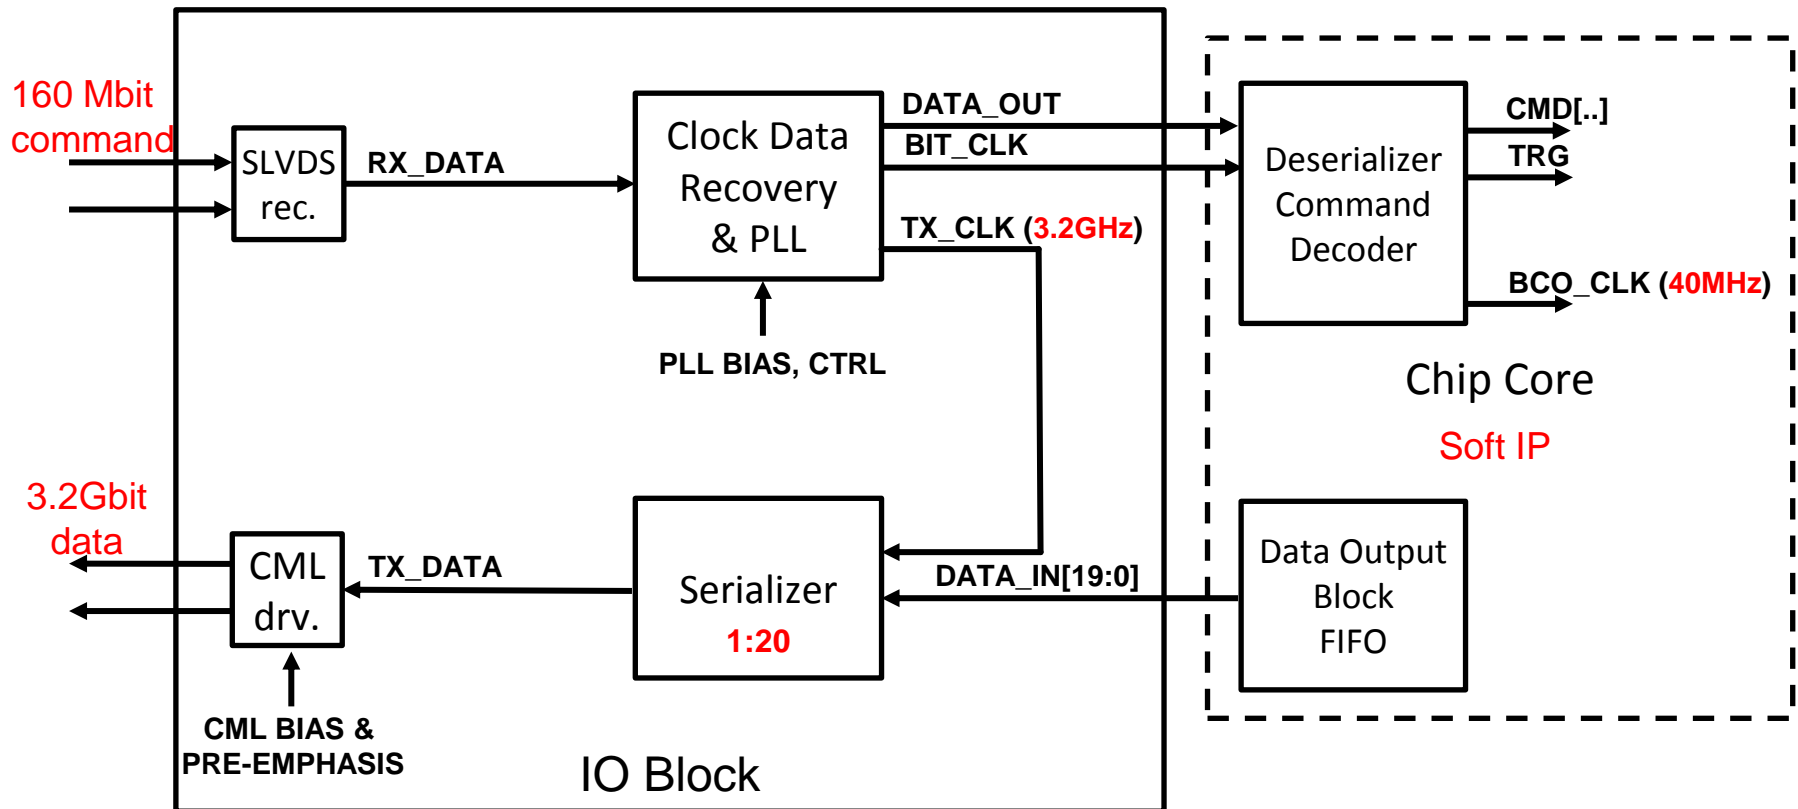 160 Mbit
command
SLVDS
rec.
RX_DATA
Clock Data
Recovery
& PLL
DATA_OUT
BIT_CLK
TX_CLK (3.2GHz)
PLL BIAS, CTRL
Deserializer
Command
Decoder
CMD[..]
TRG
BCO_CLK (40MHz)
Chip Core
Soft IP
3.2Gbit
data
CML
drv.
TX_DATA
Serializer
1:20
DATA_IN[19:0]
Data Output
Block
FIFO
CML BIAS &
PRE-EMPHASIS
IO Block